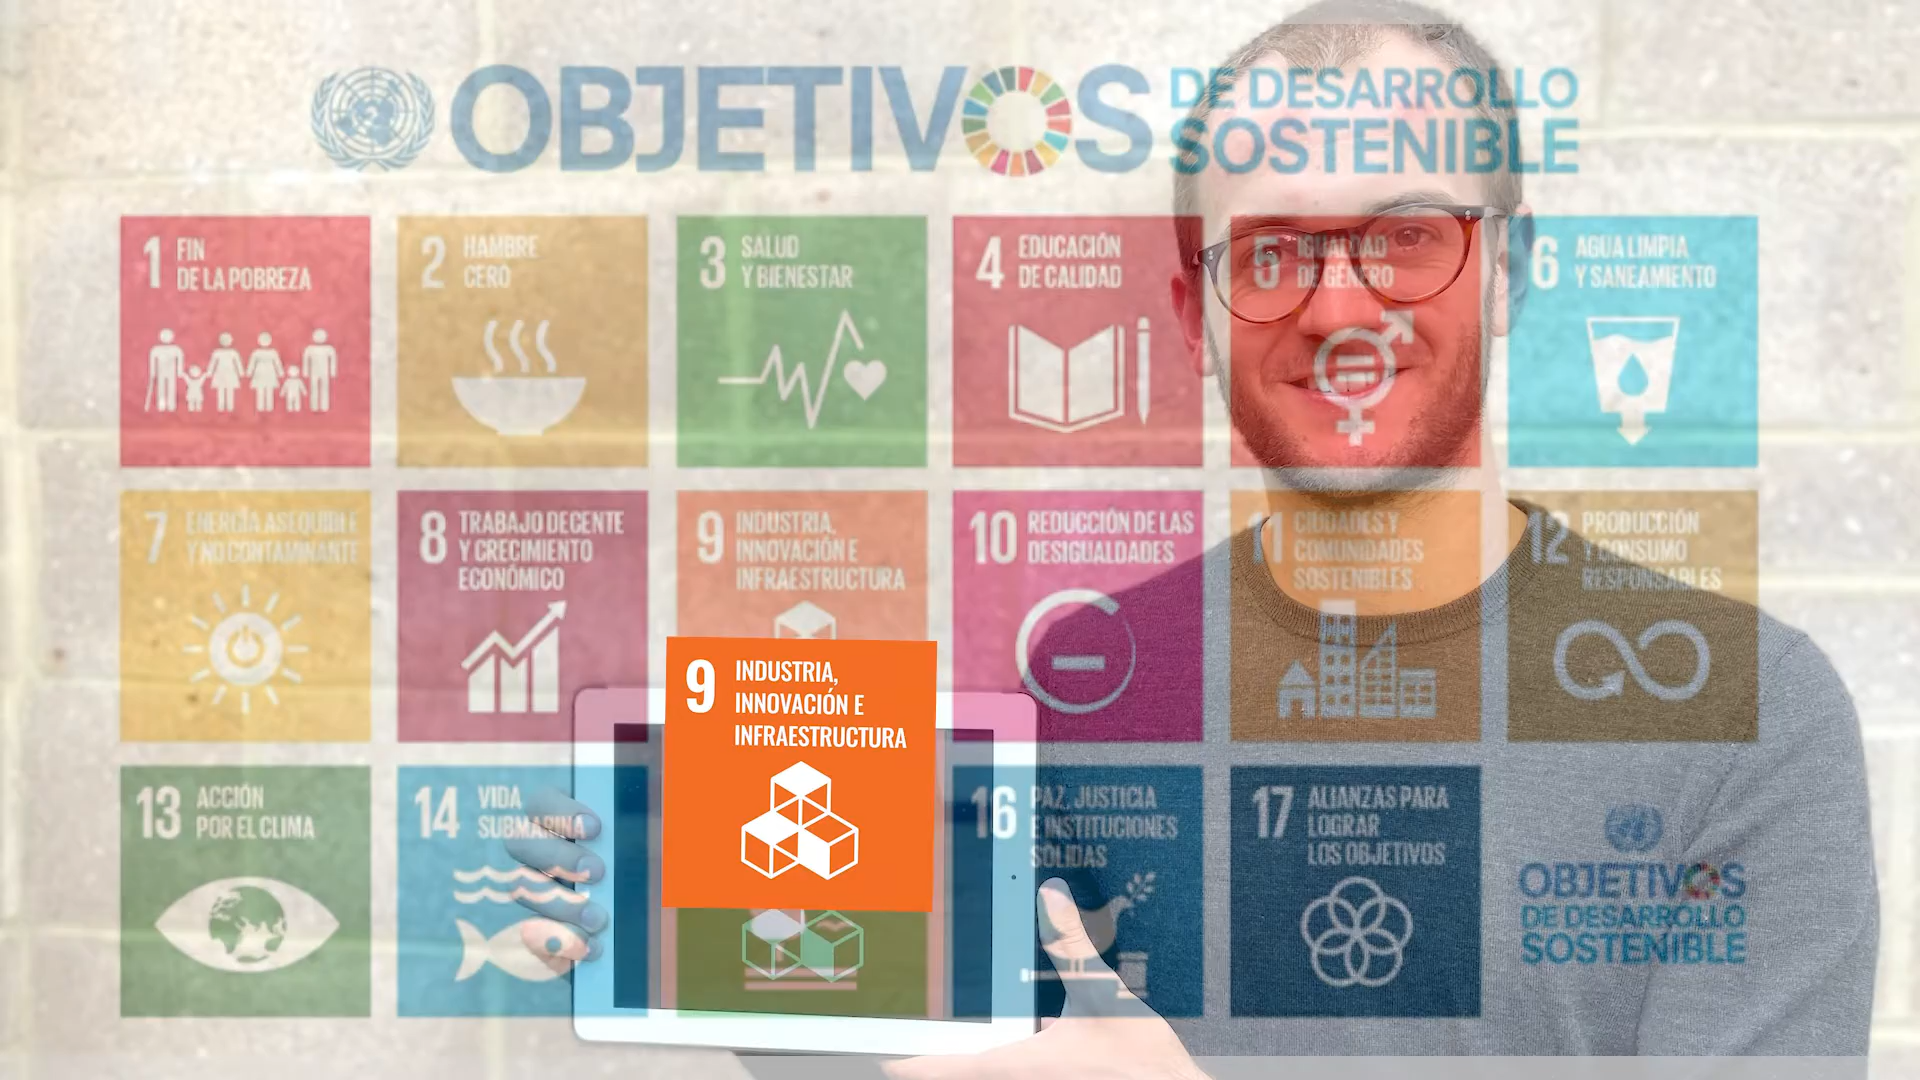 OBJETIVOS
DE DESARROLLO
SOSTENIBLE
1 FIN
DE LA POBREZA
2 HAMBRE
CERO
3 SALUD
Y BIENESTAR
4 EDUCACIÓN
DE CALIDAD
5 IGUALDAD
DE GÉNERO
6 AGUA LIMPIA
Y SANEAMIENTO
7 ENERGÍA ASEQUIBLE
Y NO CONTAMINANTE
8 TRABAJO DECENTE
Y CRECIMIENTO
ECONÓMICO
9 INDUSTRIA,
INNOVACIÓN E
INFRAESTRUCTURA
10 REDUCCIÓN DE LAS
DESIGUALDADES
11 CIUDADES Y
COMUNIDADES
SOSTENIBLES
12 PRODUCCIÓN
Y CONSUMO
RESPONSABLES
9 INDUSTRIA,
INNOVACIÓN E
INFRAESTRUCTURA
13 ACCIÓN
POR EL CLIMA
14 VIDA
SUBMARINA
16 PAZ, JUSTICIA
E INSTITUCIONES
SÓLIDAS
17 ALIANZAS PARA
LOGRAR
LOS OBJETIVOS
OBJETIVOS
DE DESARROLLO
SOSTENIBLE